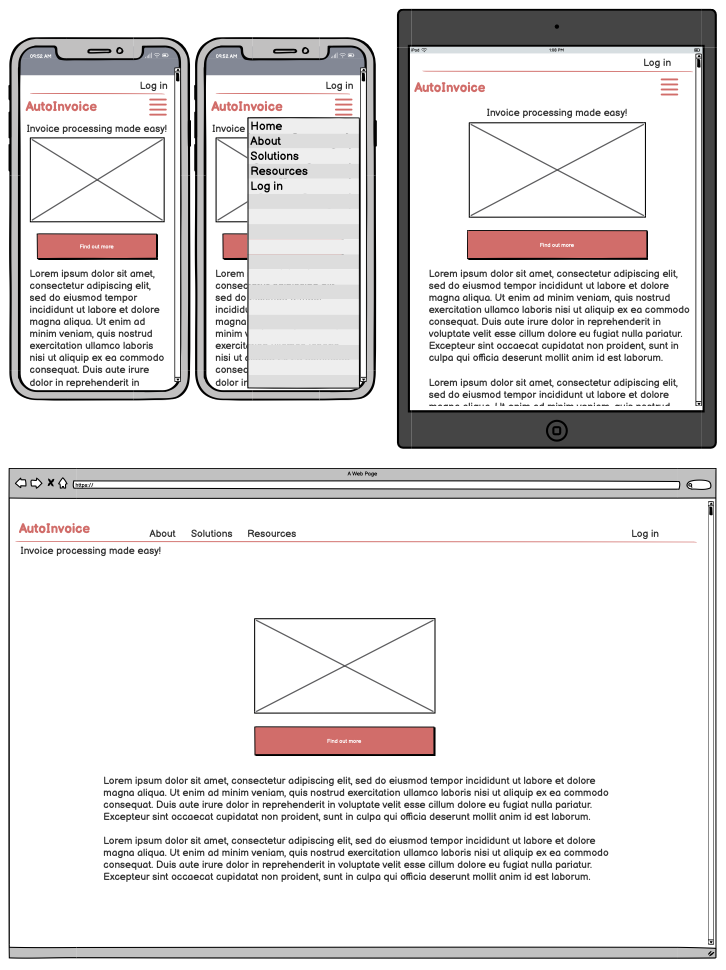 09:52 AM
Log in
AutoInvoice
Invoice processing made easy!
Find out more
Lorem ipsum dolor sit amet,
consectetur adipiscing elit,
sed do eiusmod tempor
incididunt ut labore et dolore
magna aliqua. Ut enim ad
minim veniam, quis nostrud
exercitation ullamco laboris
nisi ut aliquip ex ea commodo
consequat. Duis aute irure
dolor in reprehenderit in
09:52 AM
Log in
AutoInvoice
Invoice
Home
About
Solutions
Resources
Log in
Lorem
consec
sed do
incidid
magna
minim
exercit
nisi ut
conseq
dolor i
iPad
1:08 PM
Log in
AutoInvoice
Invoice processing made easy!
Find out more
Lorem ipsum dolor sit amet, consectetur adipiscing elit,
sed do eiusmod tempor incididunt ut labore et dolore
magna aliqua. Ut enim ad minim veniam, quis nostrud
exercitation ullamco laboris nisi ut aliquip ex ea commodo
consequat. Duis aute irure dolor in reprehenderit in
voluptate velit esse cillum dolore eu fugiat nulla pariatur.
Excepteur sint occaecat cupidatat non proident, sunt in
culpa qui officia deserunt mollit anim id est laborum.
Lorem ipsum dolor sit amet, consectetur adipiscing elit,
sed do eiusmod tempor incididunt ut labore et dolore
magna aliqua. Ut enim ad minim veniam, quis nostrud
A Web Page
https://
AutoInvoice
About Solutions Resources Log in
Invoice processing made easy!
Find out more
Lorem ipsum dolor sit amet, consectetur adipiscing elit, sed do eiusmod tempor incididunt ut labore et dolore
magna aliqua. Ut enim ad minim veniam, quis nostrud exercitation ullamco laboris nisi ut aliquip ex ea commodo
consequat. Duis aute irure dolor in reprehenderit in voluptate velit esse cillum dolore eu fugiat nulla pariatur.
Excepteur sint occaecat cupidatat non proident, sunt in culpa qui officia deserunt mollit anim id est laborum.
Lorem ipsum dolor sit amet, consectetur adipiscing elit, sed do eiusmod tempor incididunt ut labore et dolore
magna aliqua. Ut enim ad minim veniam, quis nostrud exercitation ullamco laboris nisi ut aliquip ex ea commodo
consequat. Duis aute irure dolor in reprehenderit in voluptate velit esse cillum dolore eu fugiat nulla pariatur.
Excepteur sint occaecat cupidatat non proident, sunt in culpa qui officia deserunt mollit anim id est laborum.